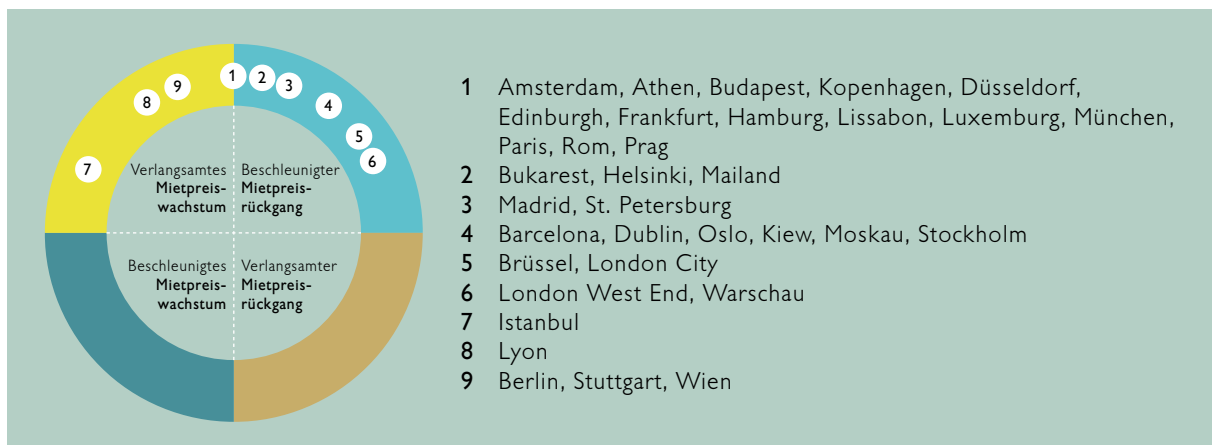 9
1
2
8
3
4
5
6
7
Verlangsamtes
Mietpreis-
wachstum
Beschleunigter
Mietpreis-
rückgang
Beschleunigtes
Mietpreis-
wachstum
Verlangsamter
Mietpreis-
rückgang
1 Amsterdam, Athen, Budapest, Kopenhagen, Düsseldorf,
Edinburgh, Frankfurt, Hamburg, Lissabon, Luxemburg, München,
Paris, Rom, Prag
2 Bukarest, Helsinki, Mailand
3 Madrid, St. Petersburg
4 Barcelona, Dublin, Oslo, Kiew, Moskau, Stockholm
5 Brüssel, London City
6 London West End, Warschau
7 Istanbul
8 Lyon
9 Berlin, Stuttgart, Wien